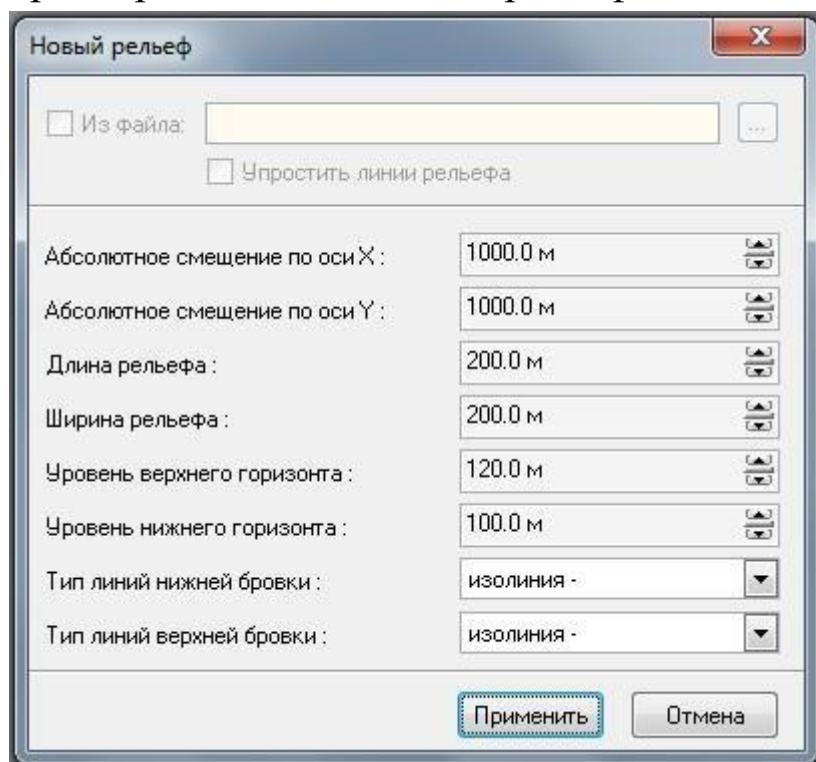 Новый рельеф
Из файла: ...
Упростить линии рельефа
Абсолютное смещение по оси X : 1000.0 м
Абсолютное смещение по оси Y : 1000.0 м
Длина рельефа : 200.0 м
Ширина рельефа : 200.0 м
Уровень верхнего горизонта : 120.0 м
Уровень нижнего горизонта : 100.0 м
Тип линий нижней бровки : изолиния -
Тип линий верхней бровки : изолиния -
Применить Отмена